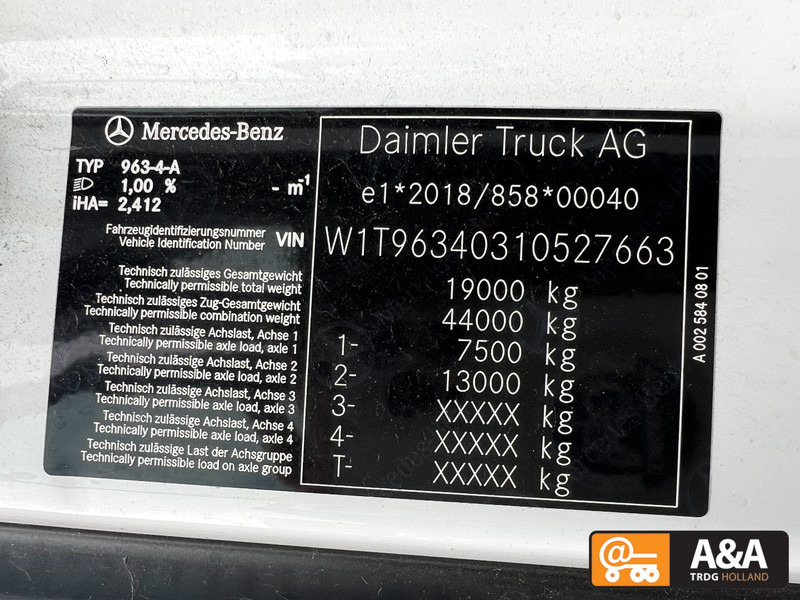 Mercedes-Benz
TYP 963-4-A
1,00 % - m-1
iHA= 2,412
Fahrzeugidentifizierungsnummer
Vehicle Identification Number VIN
Technisch zulässiges Gesamtgewicht
Technically permissible total weight
Technisch zulässiges Zug-Gesamtgewicht
Technically permissible combination weight
Technisch zulässige Achslast, Achse 1
Technically permissible axle load, axle 1
Technisch zulässige Achslast, Achse 2
Technically permissible axle load, axle 2
Technisch zulässige Achslast, Achse 3
Technically permissible axle load, axle 3
Technisch zulässige Achslast, Achse 4
Technically permissible axle load, axle 4
Technisch zulässige Last der Achsgruppe
Technically permissible load on axle group
Daimler Truck AG
e1*2018/858*00040
W1T96340310527663
19000 kg
44000 kg
1- 7500 kg
2- 13000 kg
3- XXXXX kg
4- XXXXX kg
T- XXXXX kg
A 002 584 08 01
A&A
TRDG HOLLAND